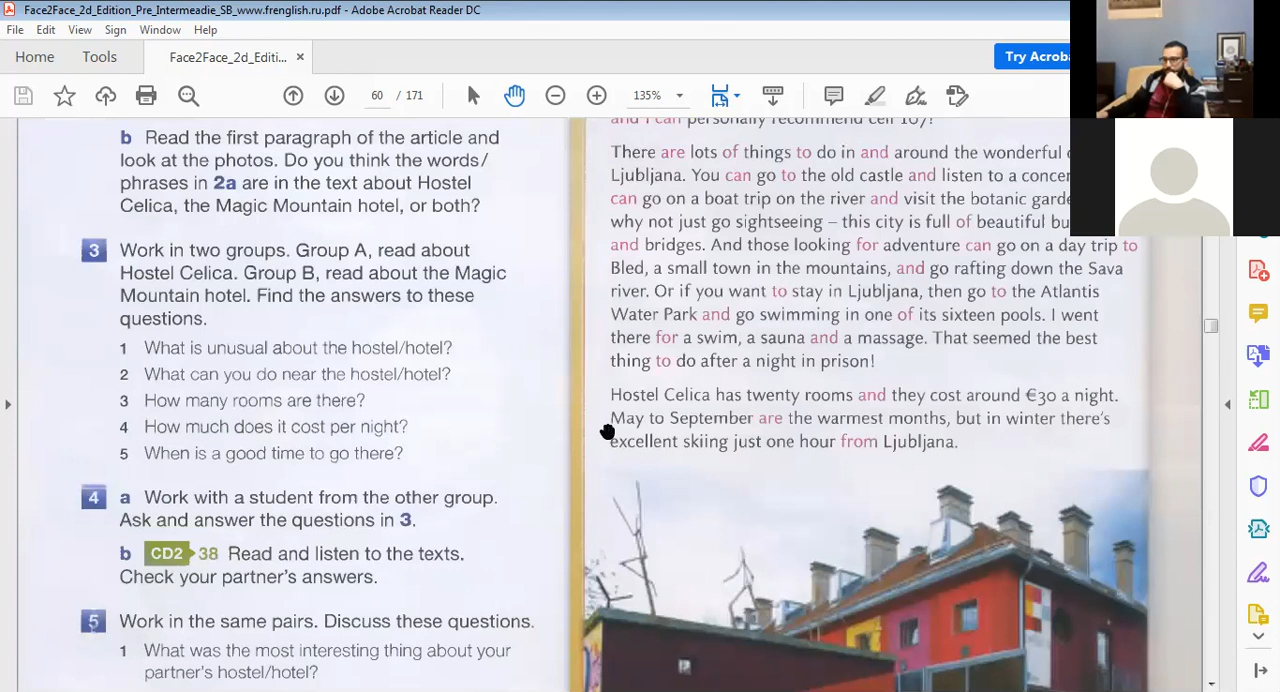 Face2Face_2d_Edition_Pre_Intermeadie_SB_www.frenglish.ru.pdf - Adobe Acrobat Reader DC
File Edit View Sign Window Help
Home Tools Face2Face_2d_Editi... × Try Acroba
60 / 171 135%
b Read the first paragraph of the article and
look at the photos. Do you think the words/
phrases in 2a are in the text about Hostel
Celica, the Magic Mountain hotel, or both?
3 Work in two groups. Group A, read about
Hostel Celica. Group B, read about the Magic
Mountain hotel. Find the answers to these
questions.
1 What is unusual about the hostel/hotel?
2 What can you do near the hostel/hotel?
3 How many rooms are there?
4 How much does it cost per night?
5 When is a good time to go there?
4 a Work with a student from the other group.
Ask and answer the questions in 3.
b CD2 38 Read and listen to the texts.
Check your partner's answers.
5 Work in the same pairs. Discuss these questions.
1 What was the most interesting thing about your
partner's hostel/hotel?
and I can personally recommend cell 107!
There are lots of things to do in and around the wonderful
Ljubljana. You can go to the old castle and listen to a concer
can go on a boat trip on the river and visit the botanic garde
why not just go sightseeing – this city is full of beautiful bu
and bridges. And those looking for adventure can go on a day trip to
Bled, a small town in the mountains, and go rafting down the Sava
river. Or if you want to stay in Ljubljana, then go to the Atlantis
Water Park and go swimming in one of its sixteen pools. I went
there for a swim, a sauna and a massage. That seemed the best
thing to do after a night in prison!
Hostel Celica has twenty rooms and they cost around €30 a night.
May to September are the warmest months, but in winter there's
excellent skiing just one hour from Ljubljana.